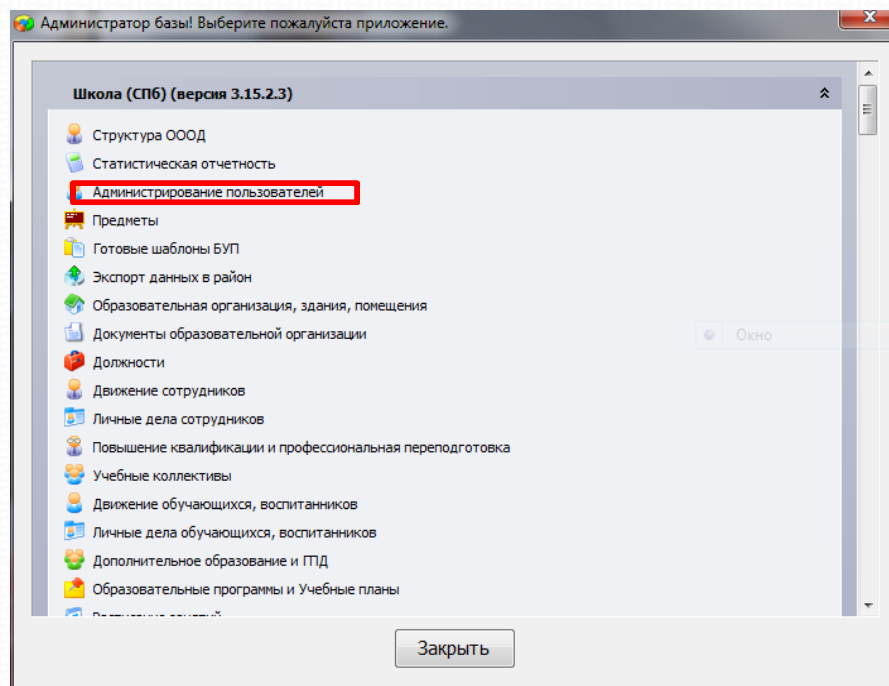 Администратор базы! Выберите пожалуйста приложение.
Школа (СПб) (версия 3.15.2.3)
Структура ОООД
Статистическая отчетность
Администрирование пользователей
Предметы
Готовые шаблоны БУП
Экспорт данных в район
Образовательная организация, здания, помещения
Документы образовательной организации
Окно
Должности
Движение сотрудников
Личные дела сотрудников
Повышение квалификации и профессиональная переподготовка
Учебные коллективы
Движение обучающихся, воспитанников
Личные дела обучающихся, воспитанников
Дополнительное образование и ГПД
Образовательные программы и Учебные планы
Закрыть